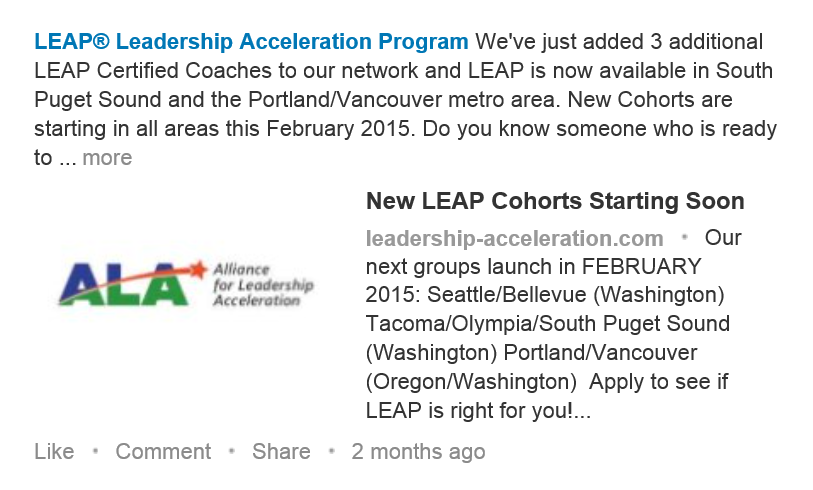 LEAP® Leadership Acceleration Program We've just added 3 additional
LEAP Certified Coaches to our network and LEAP is now available in South
Puget Sound and the Portland/Vancouver metro area. New Cohorts are
starting in all areas this February 2015. Do you know someone who is ready
to ... more
ALA
Alliance
for Leadership
Acceleration
New LEAP Cohorts Starting Soon
leadership-acceleration.com • Our
next groups launch in FEBRUARY
2015: Seattle/Bellevue (Washington)
Tacoma/Olympia/South Puget Sound
(Washington) Portland/Vancouver
(Oregon/Washington)  Apply to see if
LEAP is right for you!...
Like • Comment • Share • 2 months ago